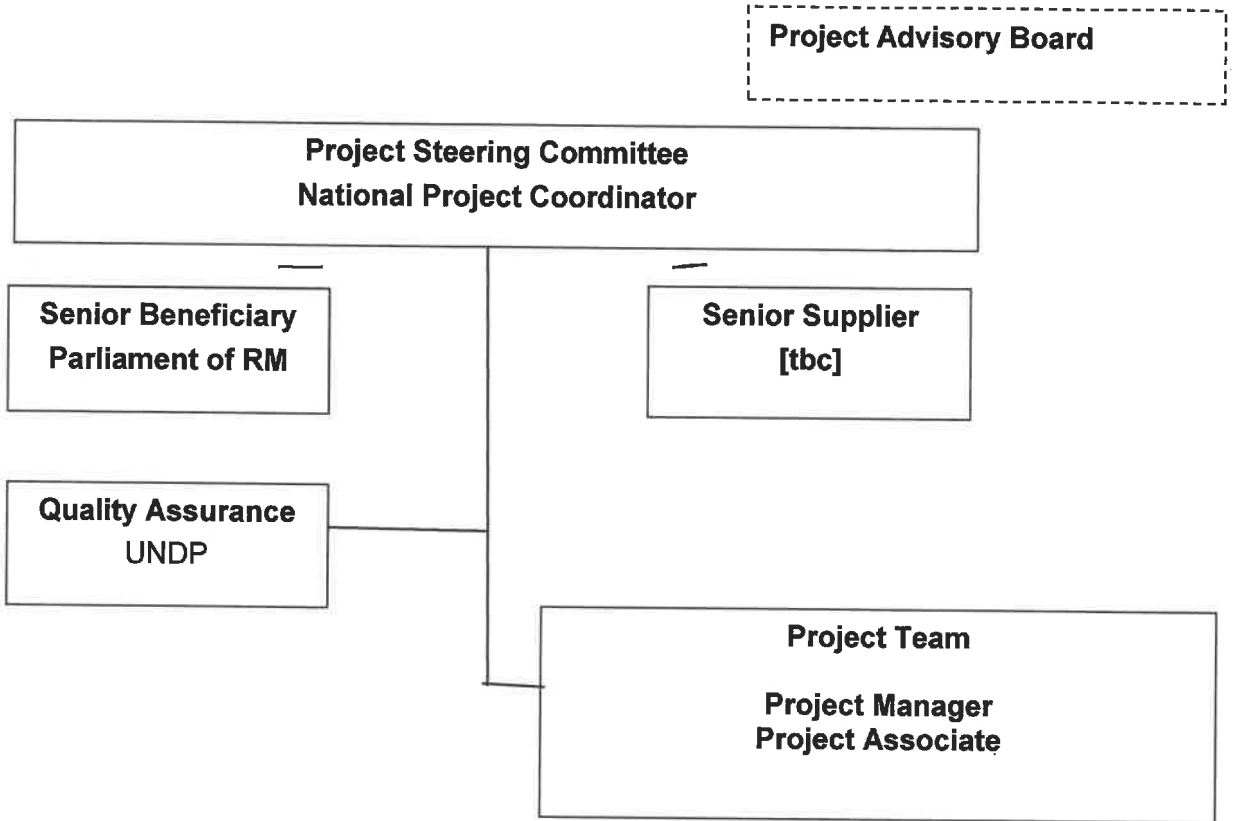 Project Advisory Board
Project Steering Committee
National Project Coordinator
Senior Beneficiary
Parliament of RM
Senior Supplier
[tbc]
Quality Assurance
UNDP
Project Team
Project Manager
Project Associate